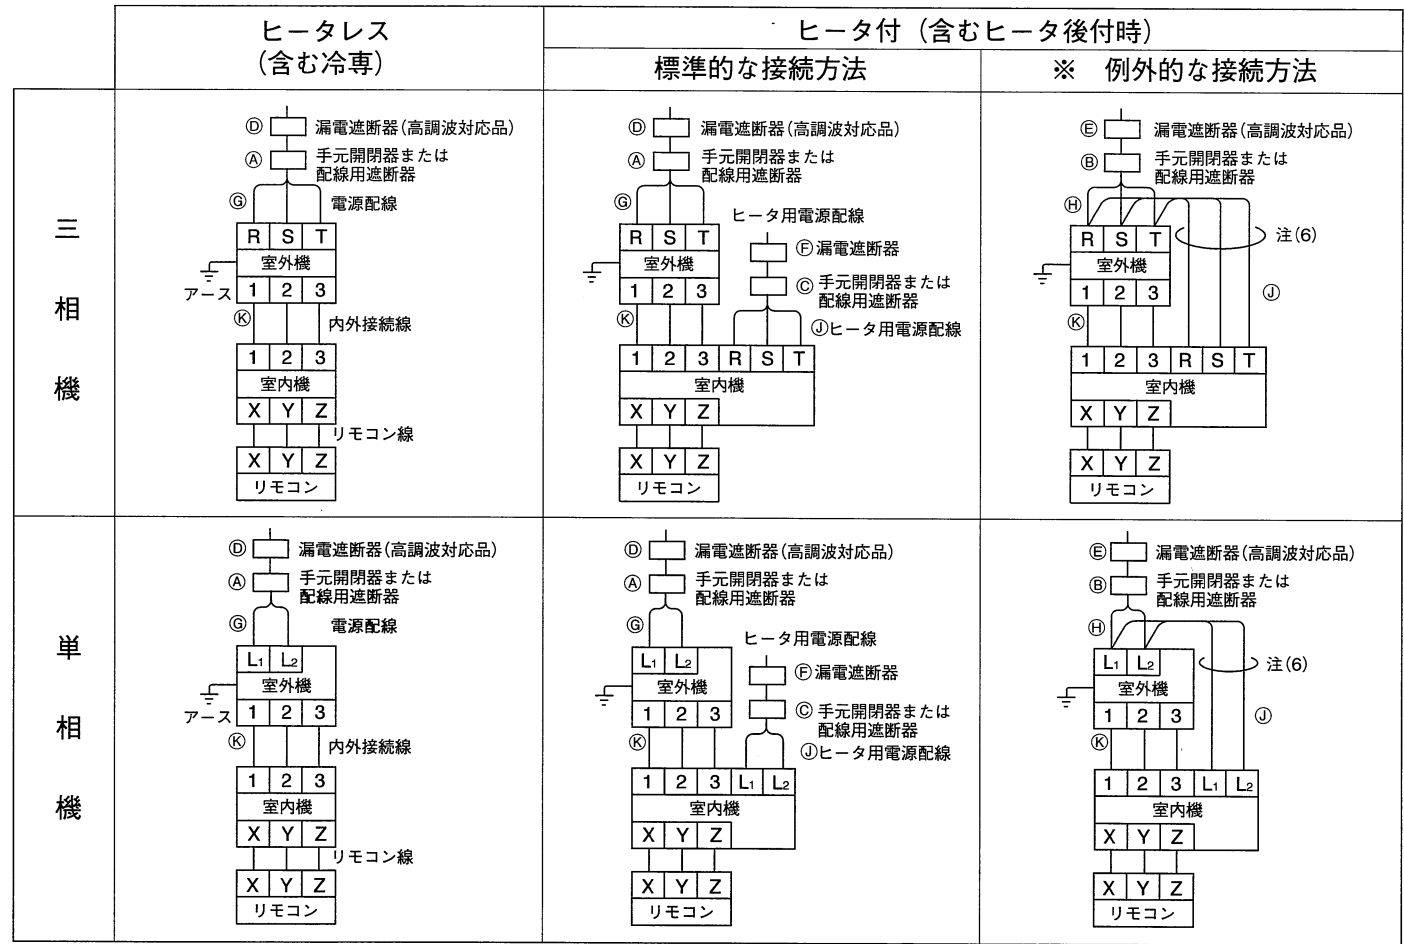 ヒータレス
(含む冷専)
ヒータ付（含むヒータ後付時）
標準的な接続方法
※ 例外的な接続方法
三相機
Ⓓ 漏電遮断器(高調波対応品)
Ⓐ 手元開閉器または
配線用遮断器
Ⓖ 電源配線
R S T
室外機
アース 1 2 3
Ⓚ 内外接続線
1 2 3
室内機
X Y Z
リモコン線
X Y Z
リモコン
Ⓓ 漏電遮断器(高調波対応品)
Ⓐ 手元開閉器または
配線用遮断器
Ⓖ
ヒータ用電源配線
R S T
Ⓕ漏電遮断器
室外機
Ⓒ 手元開閉器または
配線用遮断器
1 2 3
Ⓚ
Ⓙヒータ用電源配線
1 2 3 R S T
室内機
X Y Z
X Y Z
リモコン
Ⓔ 漏電遮断器(高調波対応品)
Ⓑ 手元開閉器または
配線用遮断器
Ⓗ
R S T
注(6)
室外機
1 2 3
Ⓙ
Ⓚ
1 2 3 R S T
室内機
X Y Z
X Y Z
リモコン
単相機
Ⓓ 漏電遮断器(高調波対応品)
Ⓐ 手元開閉器または
配線用遮断器
Ⓖ 電源配線
L1 L2
室外機
アース 1 2 3
Ⓚ 内外接続線
1 2 3
室内機
X Y Z
リモコン線
X Y Z
リモコン
Ⓓ 漏電遮断器(高調波対応品)
Ⓐ 手元開閉器または
配線用遮断器
Ⓖ
ヒータ用電源配線
L1 L2
Ⓕ漏電遮断器
室外機
Ⓒ 手元開閉器または
配線用遮断器
1 2 3
Ⓚ
Ⓙヒータ用電源配線
1 2 3 L1 L2
室内機
X Y Z
X Y Z
リモコン
Ⓔ 漏電遮断器(高調波対応品)
Ⓑ 手元開閉器または
配線用遮断器
Ⓗ
L1 L2
注(6)
室外機
1 2 3
Ⓙ
Ⓚ
1 2 3 L1 L2
室内機
X Y Z
X Y Z
リモコン